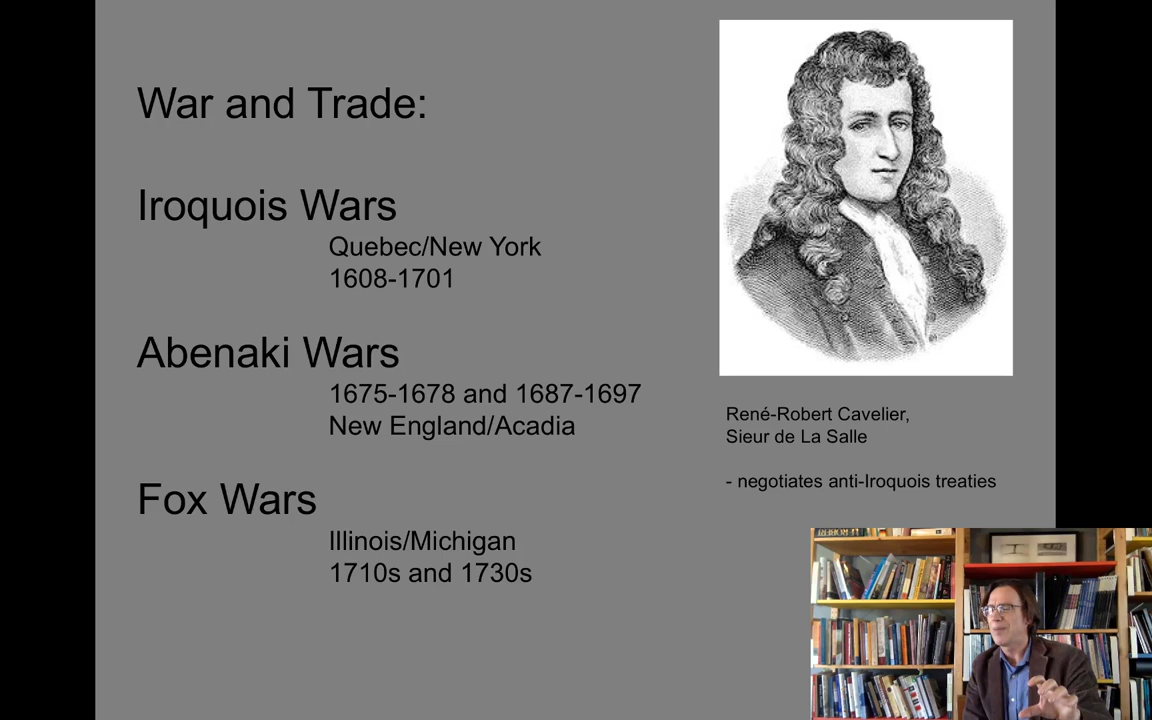 War and Trade:
Iroquois Wars
Quebec/New York
1608-1701
Abenaki Wars
1675-1678 and 1687-1697
New England/Acadia
Fox Wars
Illinois/Michigan
1710s and 1730s
René-Robert Cavelier,
Sieur de La Salle
- negotiates anti-Iroquois treaties